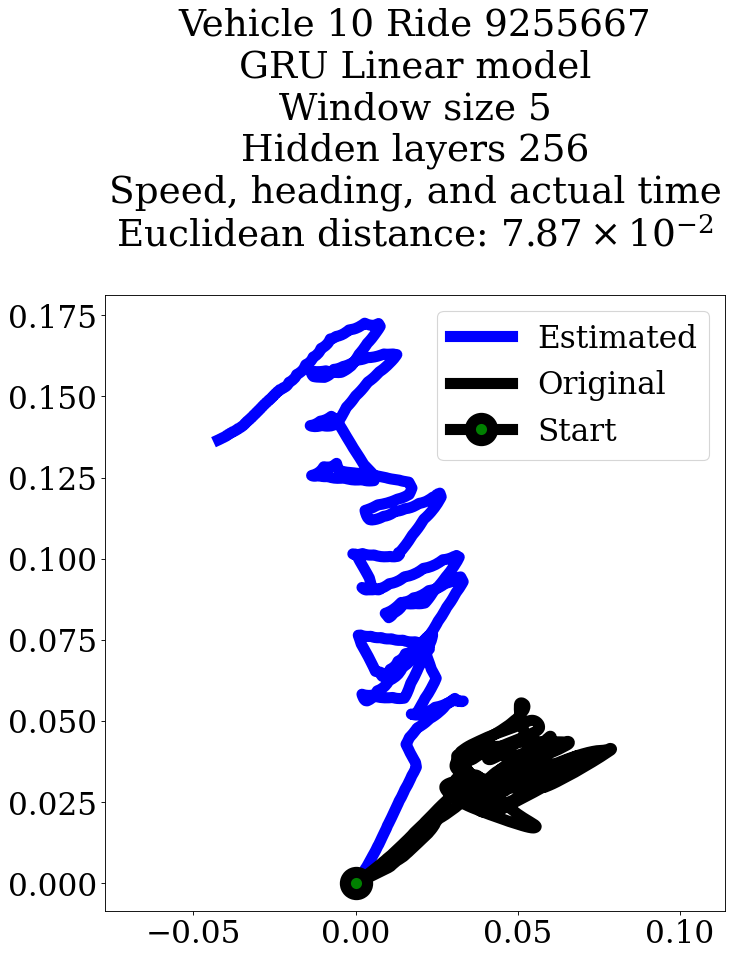 Vehicle 10 Ride 9255667
GRU Linear model
Window size 5
Hidden layers 256
Speed, heading, and actual time
Euclidean distance: 7.87 × 10⁻²
Estimated
Original
Start
0.175
0.150
0.125
0.100
0.075
0.050
0.025
0.000
−0.05
0.00
0.05
0.10